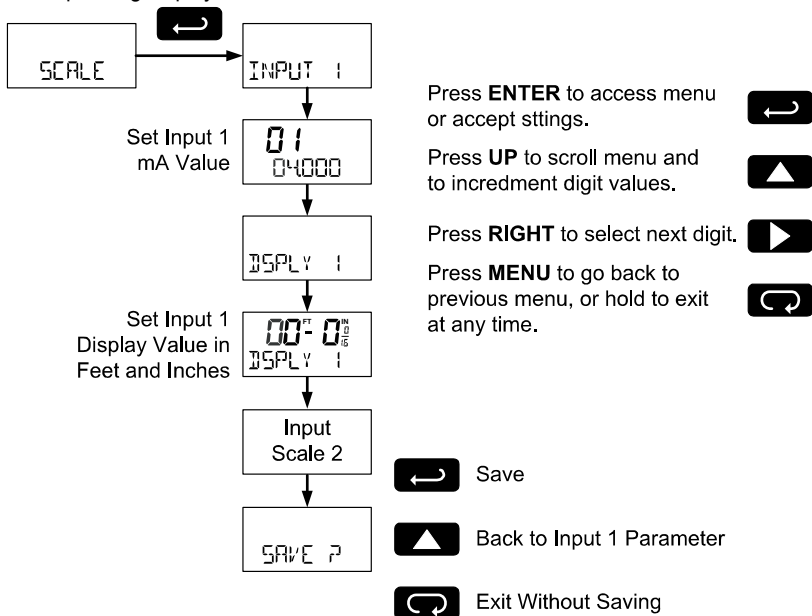 SCALE
INPUT 1
Set Input 1
mA Value
01
04.000
DSPLY 1
Set Input 1
Display Value in
Feet and Inches
00 FT - 0 IN 0/16
DSPLY 1
Input
Scale 2
SAVE ?
Press ENTER to access menu
or accept sttings.
Press UP to scroll menu and
to incredment digit values.
Press RIGHT to select next digit.
Press MENU to go back to
previous menu, or hold to exit
at any time.
Save
Back to Input 1 Parameter
Exit Without Saving